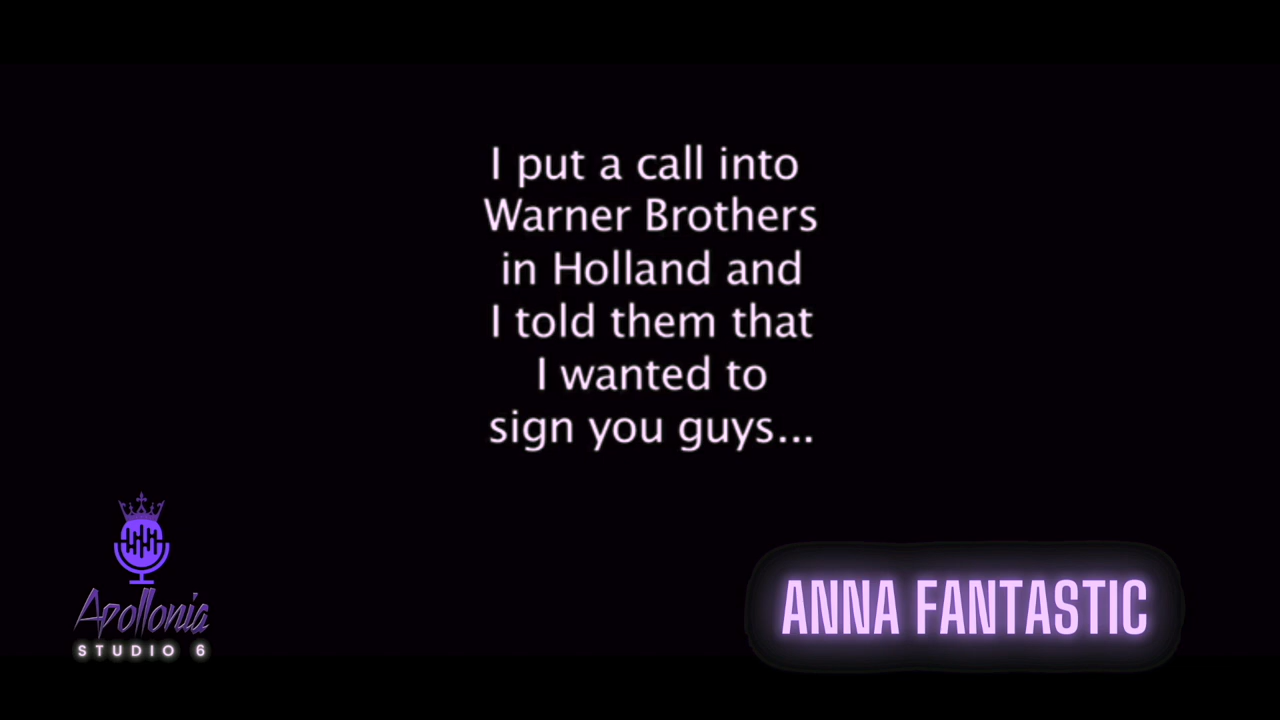 I put a call into
Warner Brothers
in Holland and
I told them that
I wanted to
sign you guys...
Apollonia
STUDIO 6
ANNA FANTASTIC